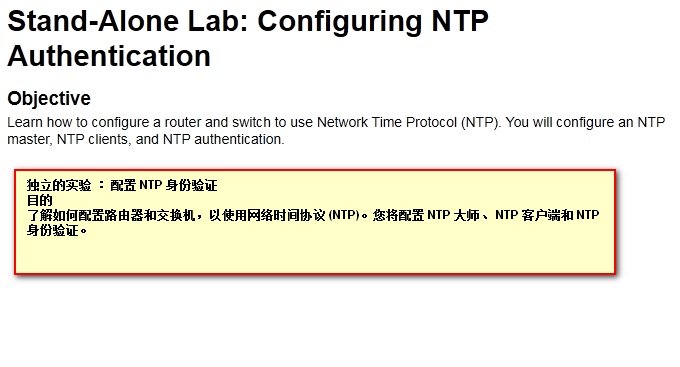 Stand-Alone Lab: Configuring NTP
Authentication
Objective
Learn how to configure a router and switch to use Network Time Protocol (NTP). You will configure an NTP
master, NTP clients, and NTP authentication.
独立的实验 ： 配置 NTP 身份验证
目的
了解如何配置路由器和交换机，以使用网络时间协议 (NTP)。您将配置 NTP 大师 、 NTP 客户端和 NTP
身份验证。